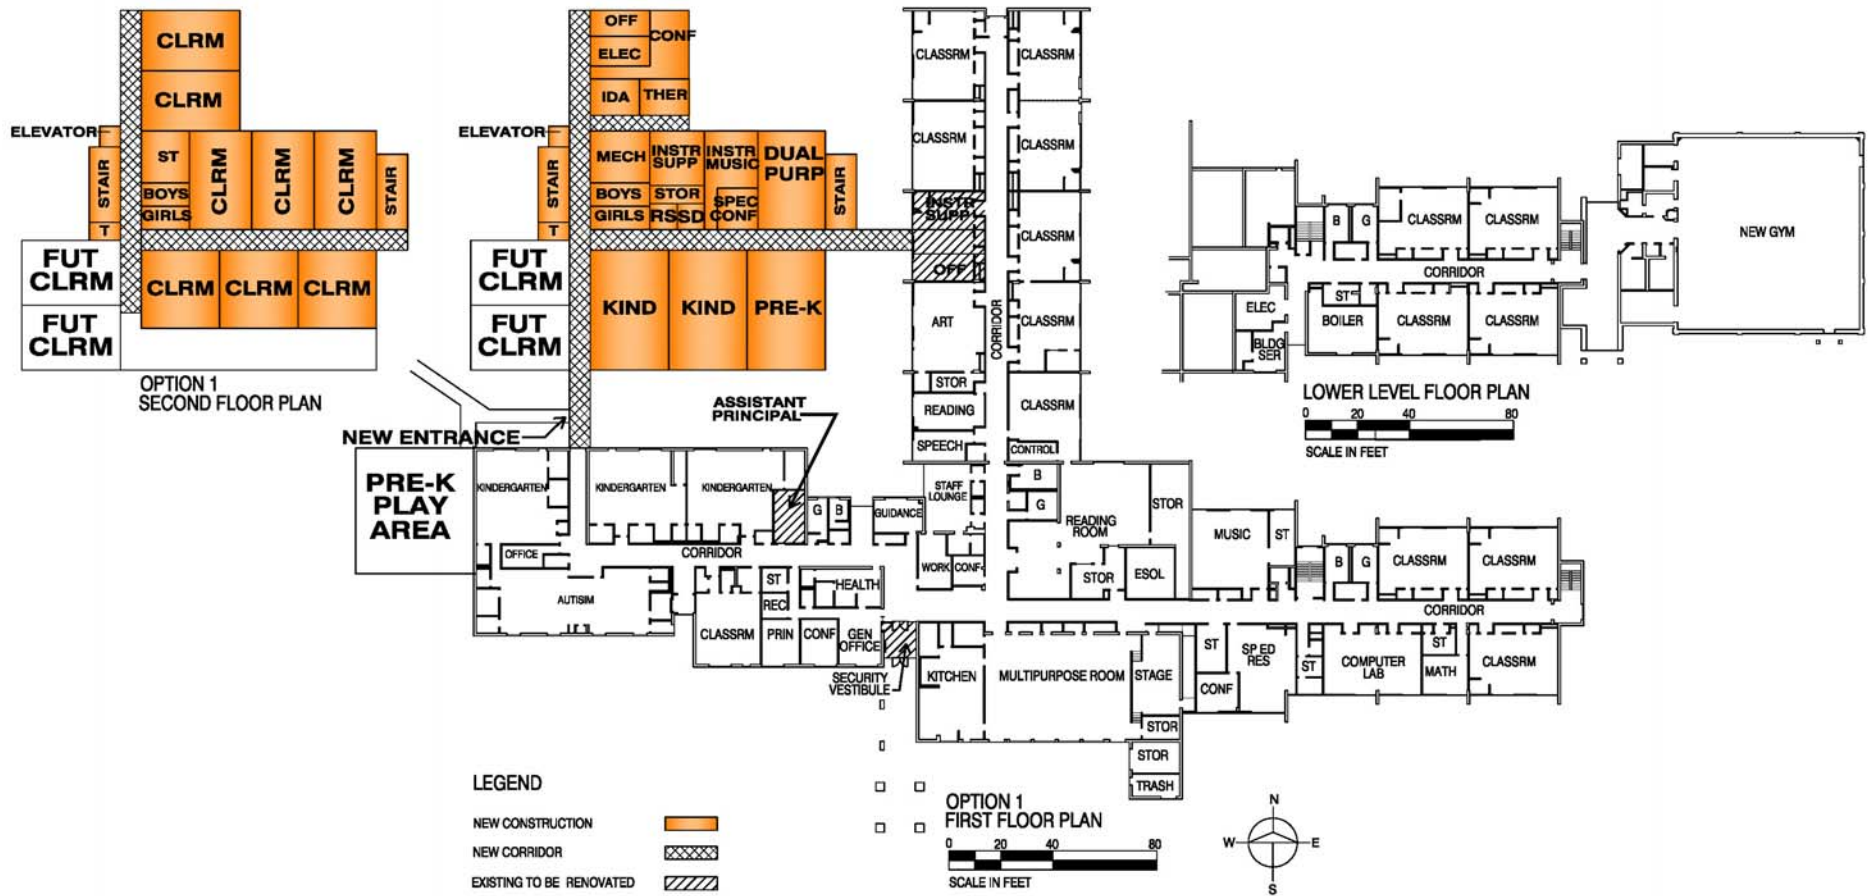 CLRM
CLRM
ELEVATOR
ST
CLRM
CLRM
CLRM
STAIR
STAIR
BOYS
GIRLS
T
FUT
CLRM
CLRM
CLRM
CLRM
FUT
CLRM
OPTION 1
SECOND FLOOR PLAN
OFF
CONF
ELEC
IDA
THER
ELEVATOR
MECH
INSTR
SUPP
INSTR
MUSIC
DUAL
PURP
STAIR
STAIR
BOYS
STOR
SPEC
CONF
GIRLS
RSSD
T
FUT
CLRM
KIND
KIND
PRE-K
FUT
CLRM
NEW ENTRANCE
ASSISTANT
PRINCIPAL
PRE-K
PLAY
AREA
CLASSRM
CLASSRM
CLASSRM
CLASSRM
INSTR
SUPP
CLASSRM
OFF
ART
CORRIDOR
CLASSRM
STOR
READING
CLASSRM
SPEECH
CONTROL
KINDERGARTEN
KINDERGARTEN
KINDERGARTEN
G
B
GUIDANCE
STAFF
LOUNGE
B
G
READING
ROOM
STOR
OFFICE
CORRIDOR
WORK
CONF
STOR
ESOL
MUSIC
ST
B
G
CLASSRM
CLASSRM
AUTISIM
ST
HEALTH
REC
CLASSRM
PRIN
CONF
GEN
OFFICE
CORRIDOR
SECURITY
VESTIBULE
KITCHEN
MULTIPURPOSE ROOM
STAGE
STOR
STOR
TRASH
ST
SP ED
RES
CONF
ST
COMPUTER
LAB
ST
MATH
CLASSRM
B
G
CLASSRM
CLASSRM
NEW GYM
CORRIDOR
ELEC
ST
BOILER
CLASSRM
CLASSRM
BLDG
SER
LOWER LEVEL FLOOR PLAN
0 20 40 80
SCALE IN FEET
LEGEND
NEW CONSTRUCTION
NEW CORRIDOR
EXISTING TO BE RENOVATED
OPTION 1
FIRST FLOOR PLAN
0 20 40 80
SCALE IN FEET
N
W
E
S